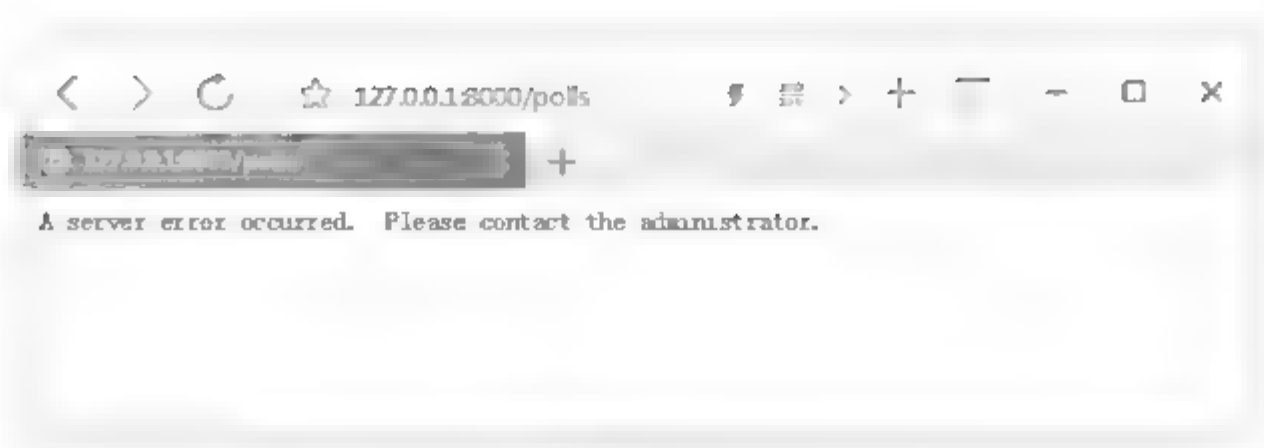 127.0.0.1:8000/polls
A server error occurred.  Please contact the administrator.